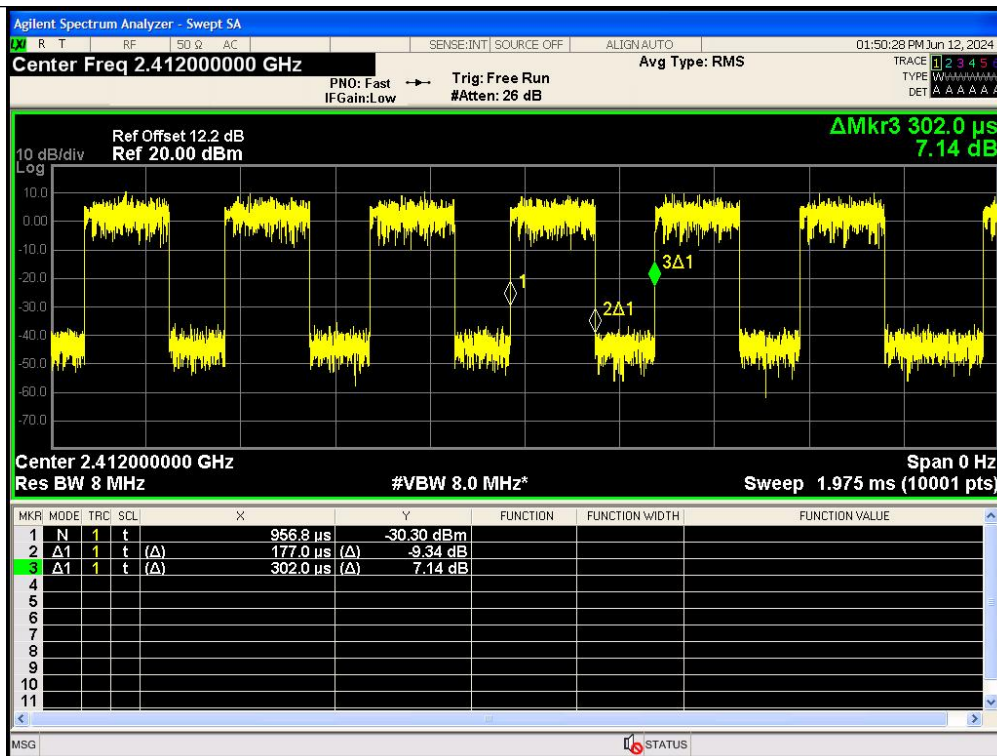 Agilent Spectrum Analyzer - Swept SA
LXI R T RF 50 Ω AC SENSE:INT SOURCE OFF ALIGN AUTO 01:50:28 PM Jun 12, 2024
Center Freq 2.412000000 GHz
Avg Type: RMS
TRACE 1 2 3 4 5 6
PNO: Fast
Trig: Free Run
TYPE WWWWWW
IFGain:Low
#Atten: 26 dB
DET A A A A A A
ΔMkr3 302.0 µs
7.14 dB
Ref Offset 12.2 dB
10 dB/div Ref 20.00 dBm
Log
10.0
0.00
-10.0
-20.0
-30.0
-40.0
-50.0
-60.0
-70.0
1
2Δ1
3Δ1
Center 2.412000000 GHz Span 0 Hz
Res BW 8 MHz #VBW 8.0 MHz* Sweep 1.975 ms (10001 pts)
MKR MODE TRC SCL X Y FUNCTION FUNCTION WIDTH FUNCTION VALUE
1 N 1 t 956.8 µs -30.30 dBm
2 Δ1 1 t (Δ) 177.0 µs (Δ) -9.34 dB
3 Δ1 1 t (Δ) 302.0 µs (Δ) 7.14 dB
4
5
6
7
8
9
10
11
MSG STATUS